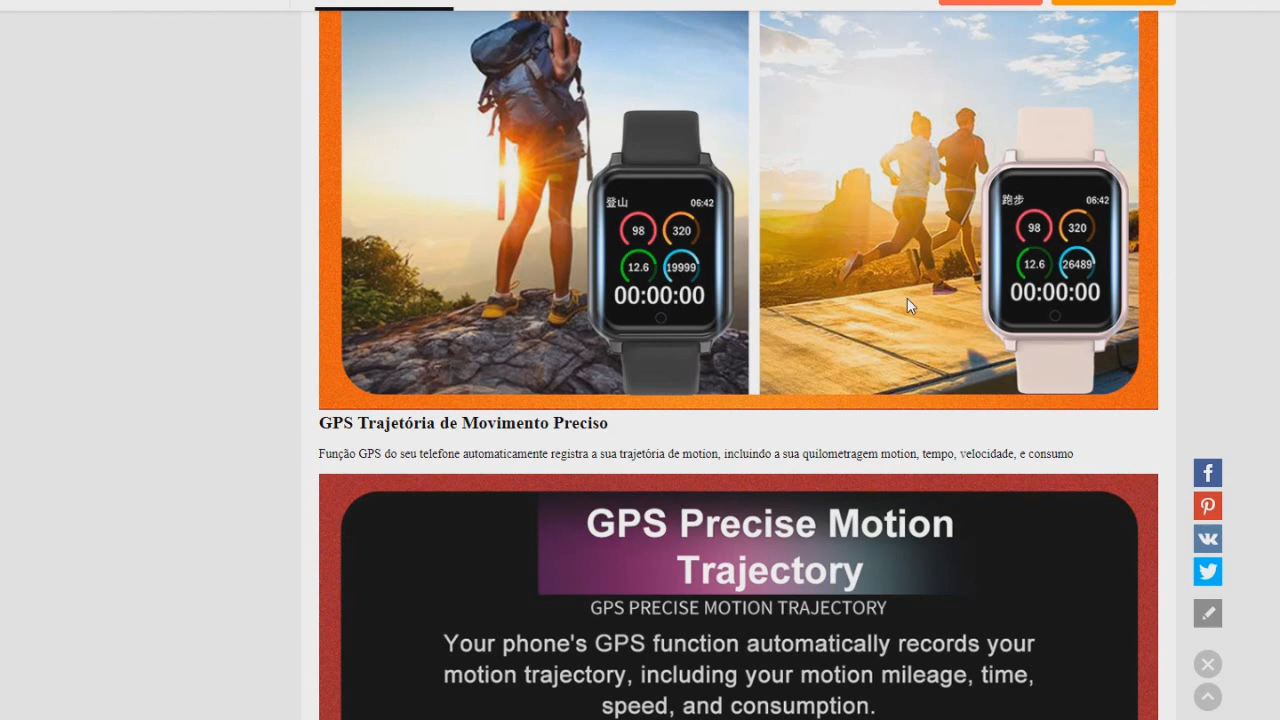 登山 06:42
98 320
12.6 19999
00:00:00
跑步 06:42
98 320
12.6 26489
00:00:00
GPS Trajetória de Movimento Preciso
Função GPS do seu telefone automaticamente registra a sua trajetória de motion, incluindo a sua quilometragem motion, tempo, velocidade, e consumo
GPS Precise Motion
Trajectory
GPS PRECISE MOTION TRAJECTORY
Your phone's GPS function automatically records your
motion trajectory, including your motion mileage, time,
speed, and consumption.